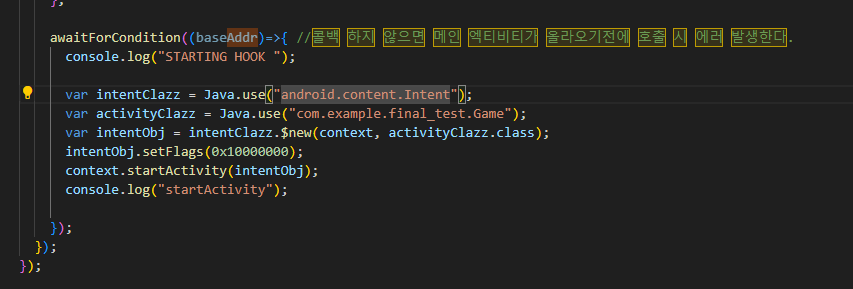 };
awaitForCondition((baseAddr)=>{ //콜백 하지 않으면 메인 엑티비티가 올라오기전에 호출 시 에러 발생한다.
console.log("STARTING HOOK ");
var intentClazz = Java.use("android.content.Intent");
var activityClazz = Java.use("com.example.final_test.Game");
var intentObj = intentClazz.$new(context, activityClazz.class);
intentObj.setFlags(0x10000000);
context.startActivity(intentObj);
console.log("startActivity");
});
});
});